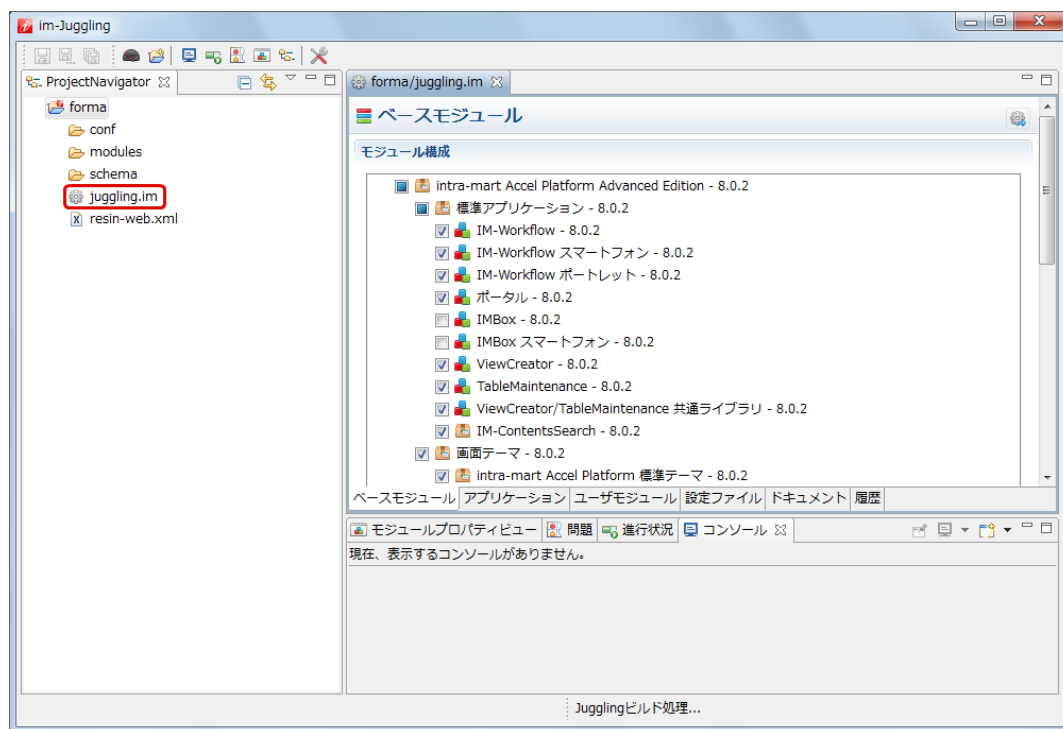 im-Juggling
ProjectNavigator
forma
conf
modules
schema
juggling.im
resin-web.xml
forma/juggling.im
ベースモジュール
モジュール構成
intra-mart Accel Platform Advanced Edition - 8.0.2
標準アプリケーション - 8.0.2
IM-Workflow - 8.0.2
IM-Workflow スマートフォン - 8.0.2
IM-Workflow ポートレット - 8.0.2
ポータル - 8.0.2
IMBox - 8.0.2
IMBox スマートフォン - 8.0.2
ViewCreator - 8.0.2
TableMaintenance - 8.0.2
ViewCreator/TableMaintenance 共通ライブラリ - 8.0.2
IM-ContentsSearch - 8.0.2
画面テーマ - 8.0.2
intra-mart Accel Platform 標準テーマ - 8.0.2
ベースモジュール アプリケーション ユーザモジュール 設定ファイル ドキュメント 履歴
モジュールプロパティビュー 問題 進行状況 コンソール
現在、表示するコンソールがありません。
Jugglingビルド処理...